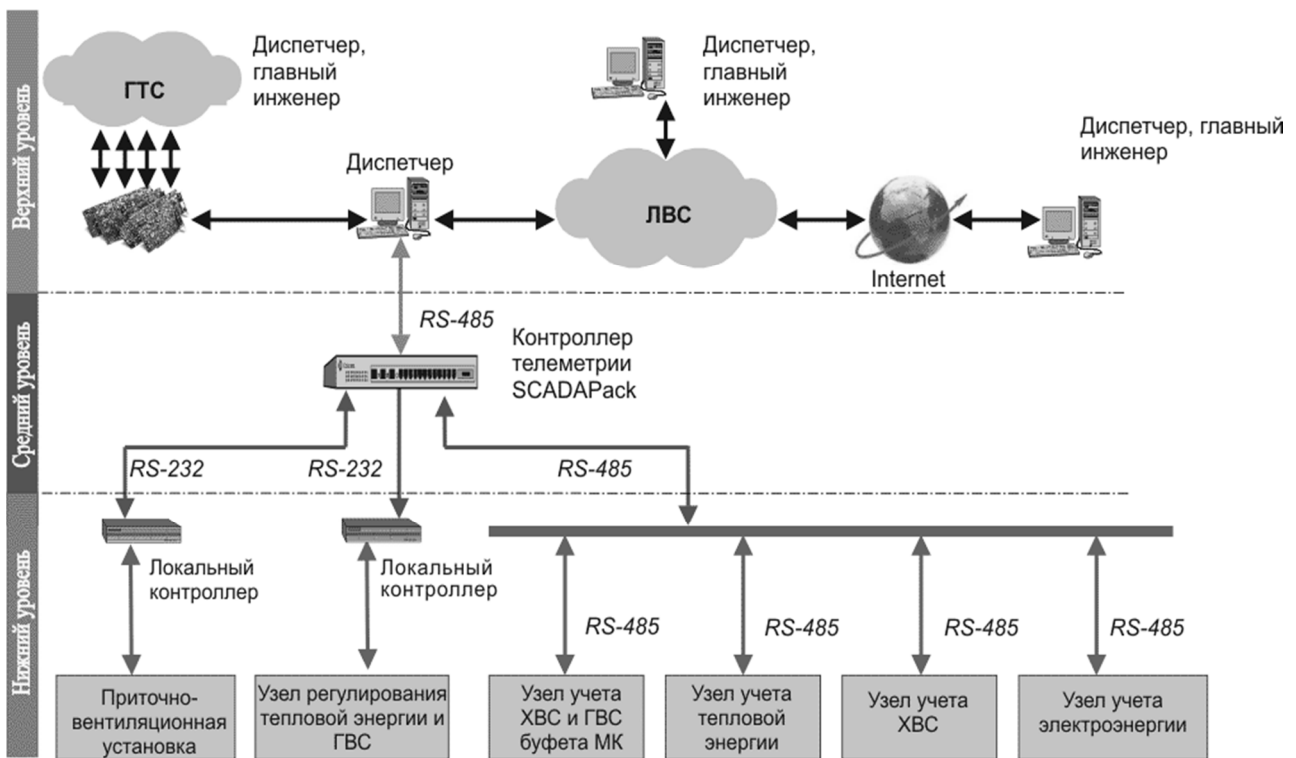 Верхний уровень
ГТС
Диспетчер,
главный
инженер
Диспетчер,
главный
инженер
Диспетчер, главный
инженер
Диспетчер
ЛВС
Internet
Средний уровень
RS-485
Контроллер
телеметрии
SCADAPack
RS-232
RS-232
RS-485
Нижний уровень
Локальный
контроллер
Локальный
контроллер
RS-485
RS-485
RS-485
RS-485
Приточно-
вентиляционная
установка
Узел регулирования
тепловой энергии и
ГВС
Узел учета
ХВС и ГВС
буфета МК
Узел учета
тепловой
энергии
Узел учета
ХВС
Узел учета
электроэнергии